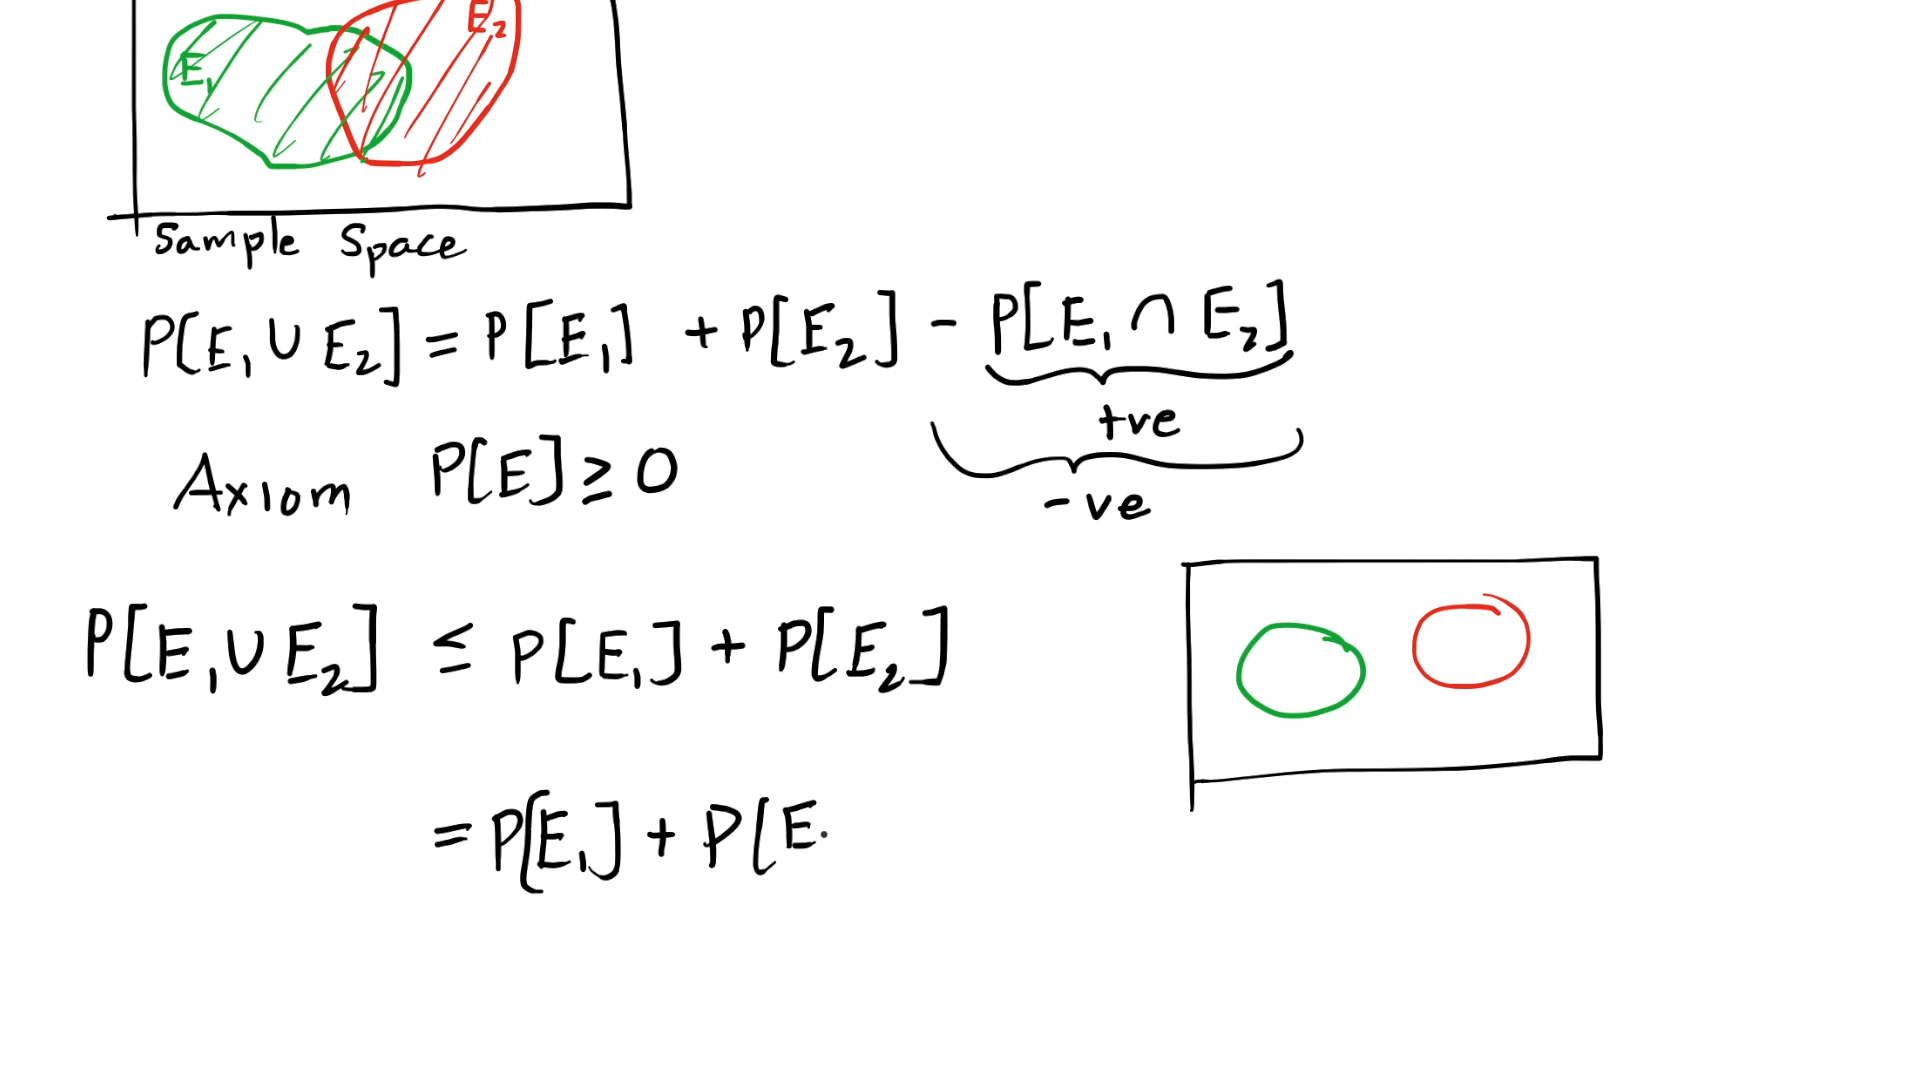 E₁ E₂
Sample Space
P[E₁ ∪ E₂] = P[E₁] + P[E₂] - P[E₁ ∩ E₂]
+ve
Axiom P[E] ≥ 0
-ve
P[E₁ ∪ E₂] ≤ P[E₁] + P[E₂]
= P[E₁] + P[E